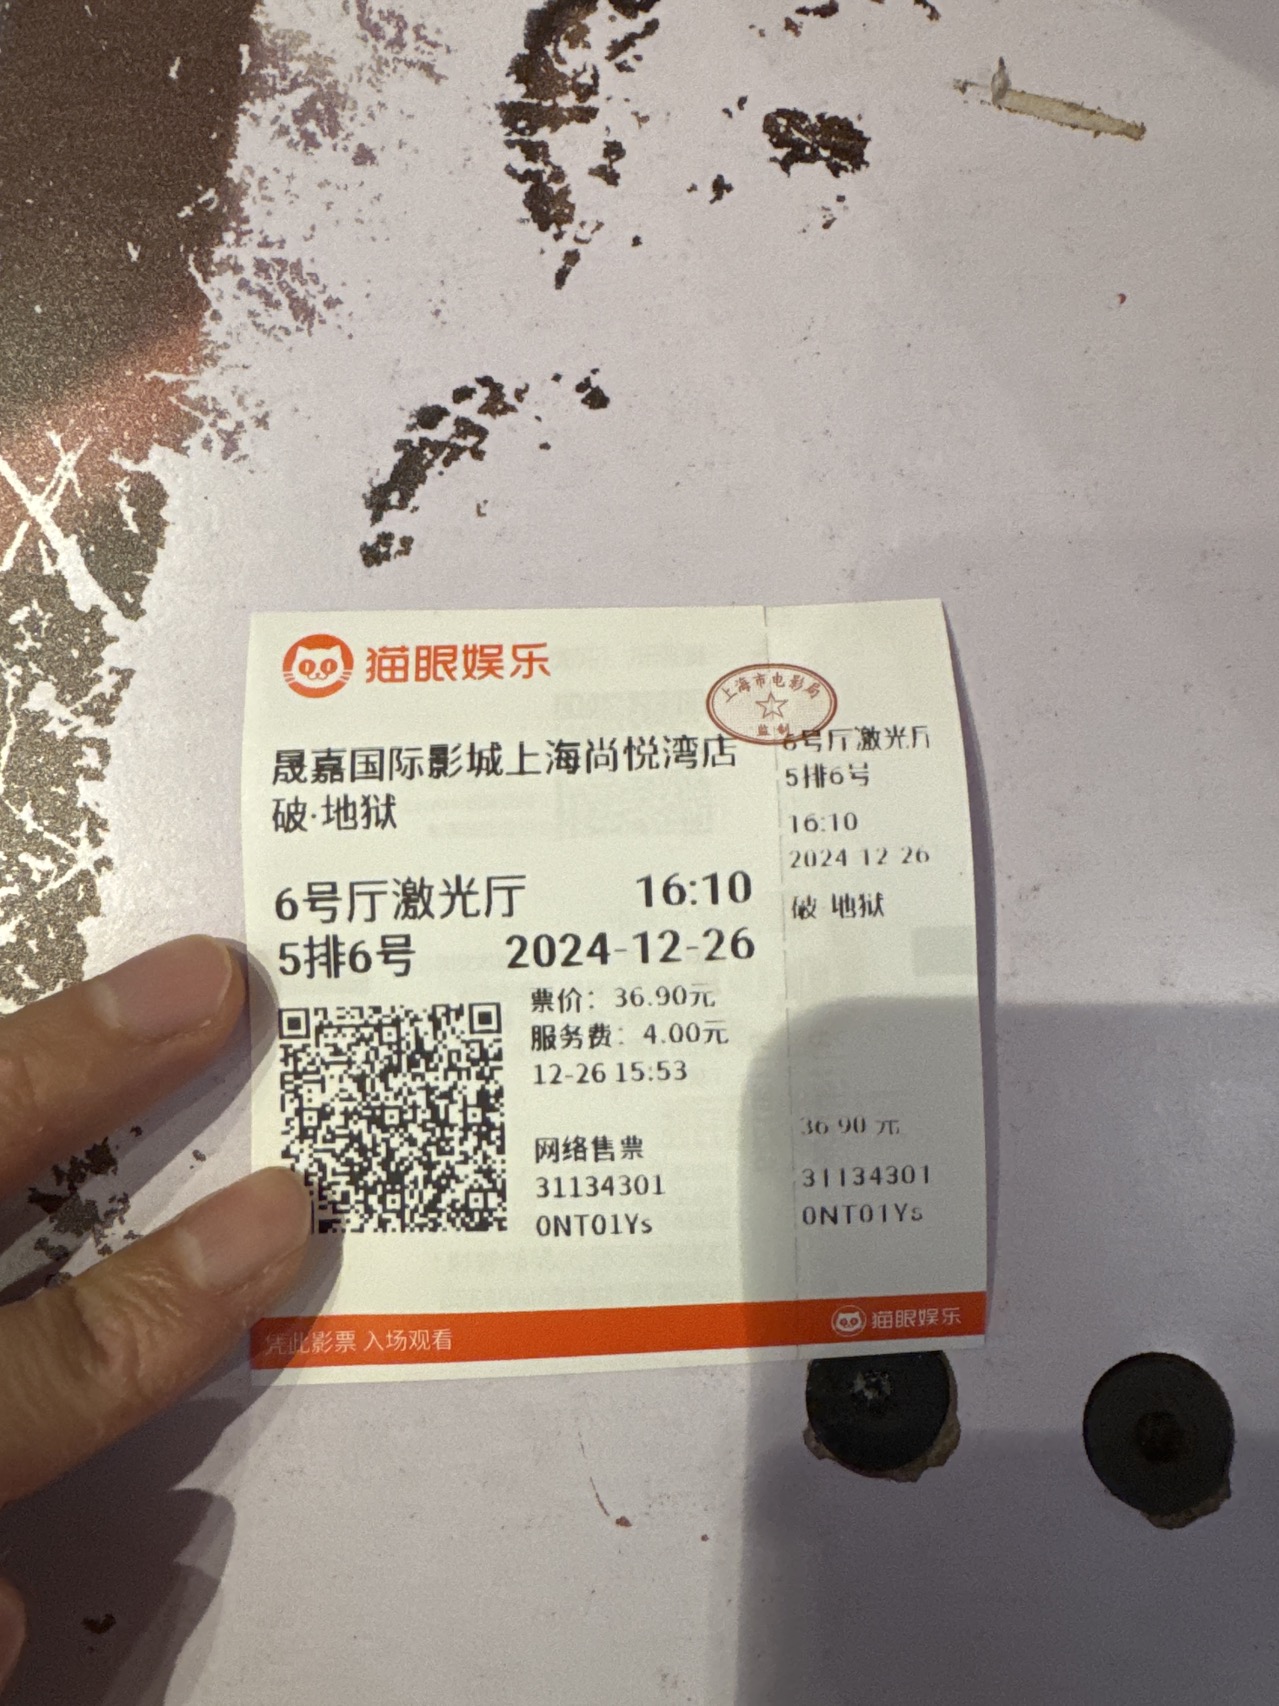 猫眼娱乐
上海市电影局
监制
晟嘉国际影城上海尚悦湾店
破·地狱
6号厅激光厅 16:10
5排6号 2024-12-26
票价：36.90元
服务费：4.00元
12-26 15:53
网络售票
31134301
0NT01Ys
6号厅激光厅
5排6号
16:10
2024 12 26
破 地狱
36 90 元
31134301
0NT01Ys
凭此影票 入场观看
猫眼娱乐